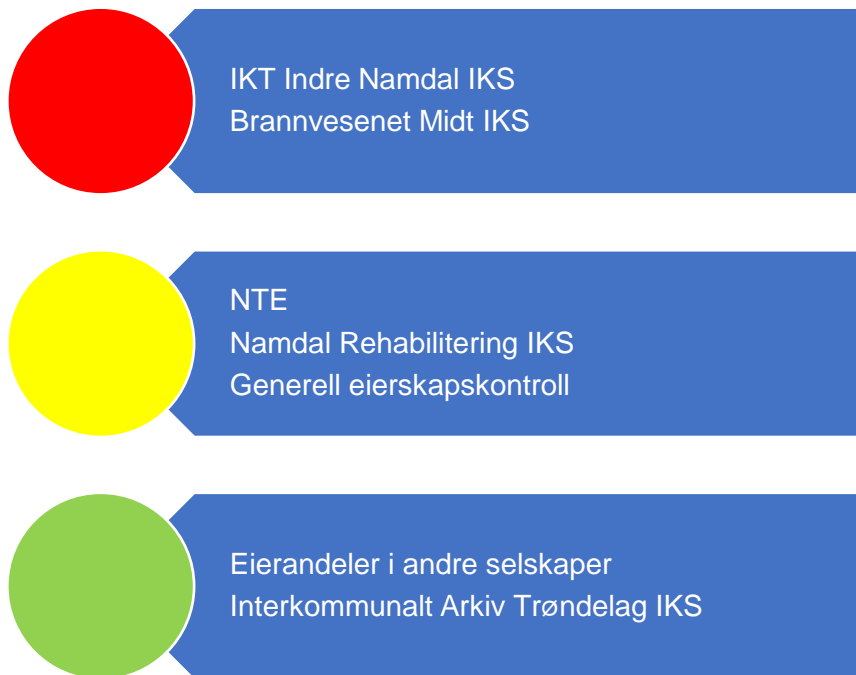 IKT Indre Namdal IKS
Brannvesenet Midt IKS
NTE
Namdal Rehabilitering IKS
Generell eierskapskontroll
Eierandeler i andre selskaper
Interkommunalt Arkiv Trøndelag IKS